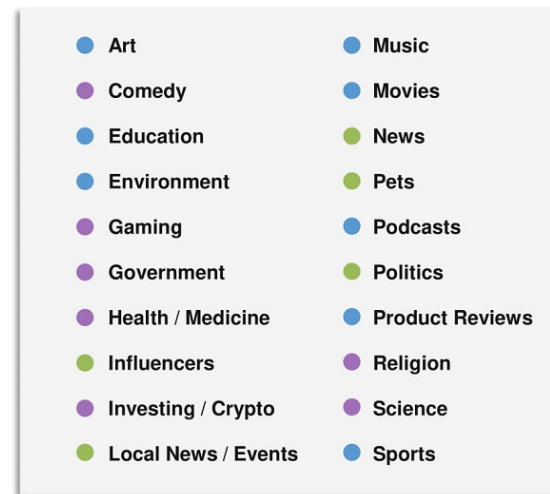 Art
Comedy
Education
Environment
Gaming
Government
Health / Medicine
Influencers
Investing / Crypto
Local News / Events
Music
Movies
News
Pets
Podcasts
Politics
Product Reviews
Religion
Science
Sports